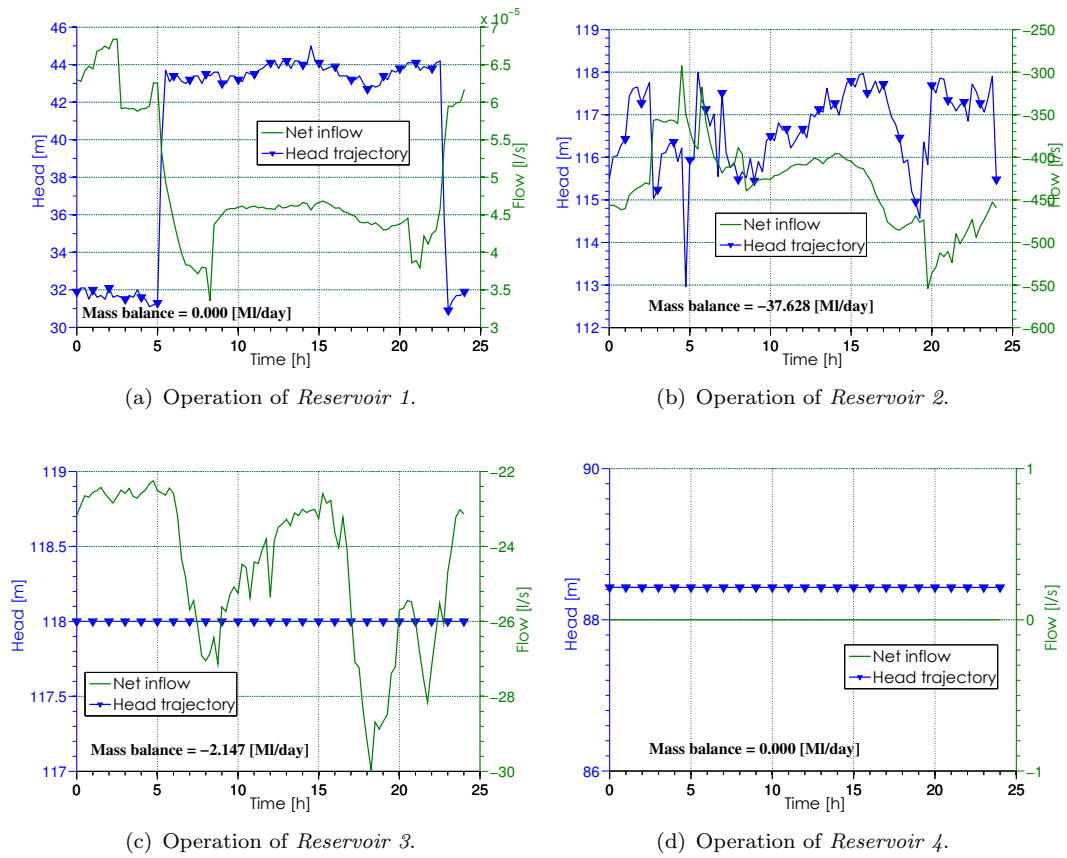 46
44
42
40
38
36
34
32
30
Head [m]
x 10⁻⁵
7
6.5
6
5.5
5
4.5
4
3.5
3
Flow [l/s]
Net inflow
Head trajectory
Mass balance = 0.000 [Ml/day]
0 5 10 15 20 25
Time [h]
(a) Operation of Reservoir 1.
119
118
117
116
115
114
113
112
Head [m]
−250
−300
−350
−400
−450
−500
−550
−600
Flow [l/s]
Net inflow
Head trajectory
Mass balance = −37.628 [Ml/day]
0 5 10 15 20 25
Time [h]
(b) Operation of Reservoir 2.
119
118.5
118
117.5
117
Head [m]
−22
−24
−26
−28
−30
Flow [l/s]
Net inflow
Head trajectory
Mass balance = −2.147 [Ml/day]
0 5 10 15 20 25
Time [h]
(c) Operation of Reservoir 3.
90
88
86
Head [m]
1
0
−1
Flow [l/s]
Net inflow
Head trajectory
Mass balance = 0.000 [Ml/day]
0 5 10 15 20 25
Time [h]
(d) Operation of Reservoir 4.